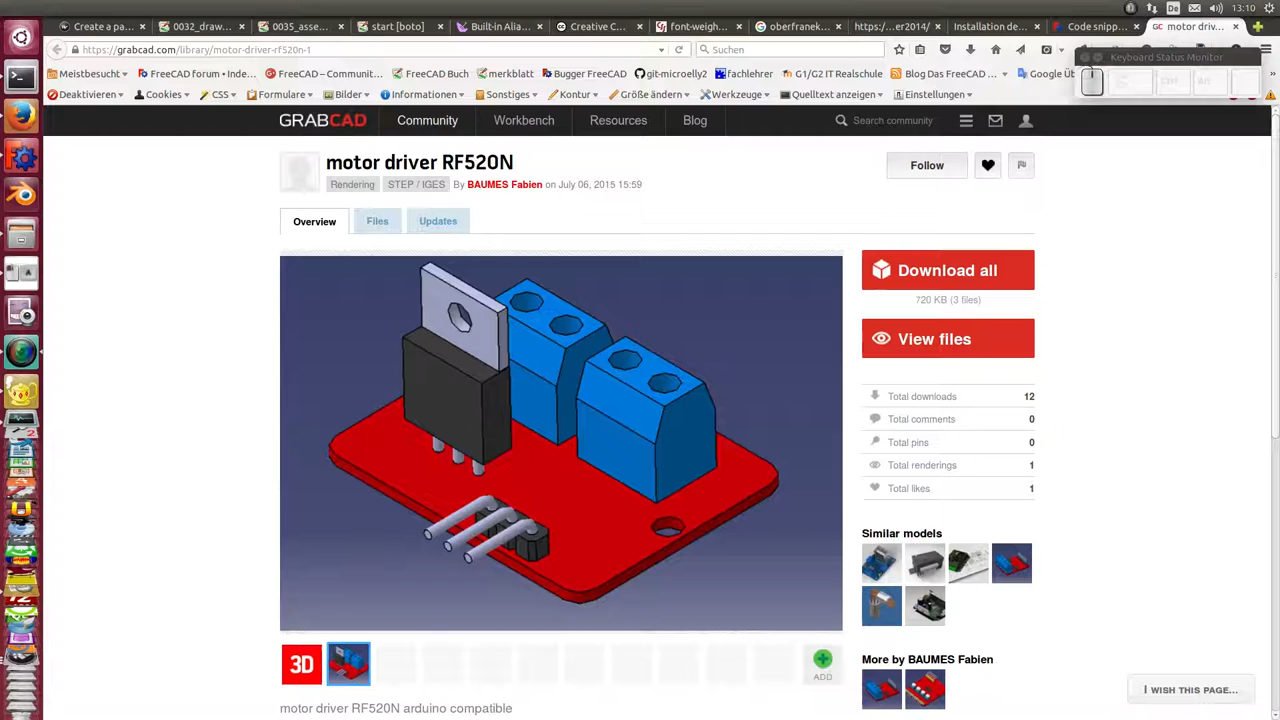 De 13:10
Create a pa... 0032_draw... 0035_asse... start [boto] Built-in Alia... Creative C... font-weigh... oberfranek... https:/...er2014/ Installation de... Code snipp... motor driv...
https://grabcad.com/library/motor-driver-rf520n-1 Suchen
Keyboard Status Monitor
Meistbesucht FreeCAD forum • Inde... FreeCAD – Communit... FreeCAD Buch merkblatt Bugger FreeCAD git-microelly2 fachlehrer G1/G2 IT Realschule Blog Das FreeCAD ... Google Üb
Deaktivieren Cookies CSS Formulare Bilder Informationen Sonstiges Kontur Größe ändern Werkzeuge Quelltext anzeigen Einstellungen
GRABCAD Community Workbench Resources Blog Search community
motor driver RF520N
Follow
Rendering STEP / IGES By BAUMES Fabien on July 06, 2015 15:59
Overview Files Updates
Download all
720 KB (3 files)
View files
Total downloads 12
Total comments 0
Total pins 0
Total renderings 1
Total likes 1
Similar models
More by BAUMES Fabien
3D
ADD
I WISH THIS PAGE...
motor driver RF520N arduino compatible